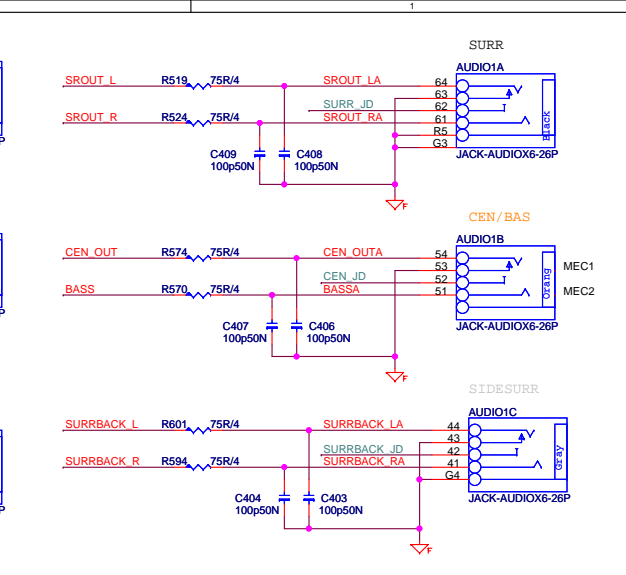 1
SURR
AUDIO1A
SROUT_L R519 75R/4 SROUT_LA 64
63
SURR_JD 62
SROUT_R R524 75R/4 SROUT_RA 61
R5
G3
Black
P
C409 C408
100p50N 100p50N
JACK-AUDIOX6-26P
F
CEN/BAS
AUDIO1B
CEN_OUT R574 75R/4 CEN_OUTA 54
53 MEC1
CEN_JD 52
BASS R570 75R/4 BASSA 51 MEC2
Orang
P
C407 C406
100p50N 100p50N
JACK-AUDIOX6-26P
F
SIDESURR
AUDIO1C
SURRBACK_L R601 75R/4 SURRBACK_LA 44
43
SURRBACK_JD 42
SURRBACK_R R594 75R/4 SURRBACK_RA 41
G4
Gray
P
C404 C403
100p50N 100p50N
JACK-AUDIOX6-26P
F